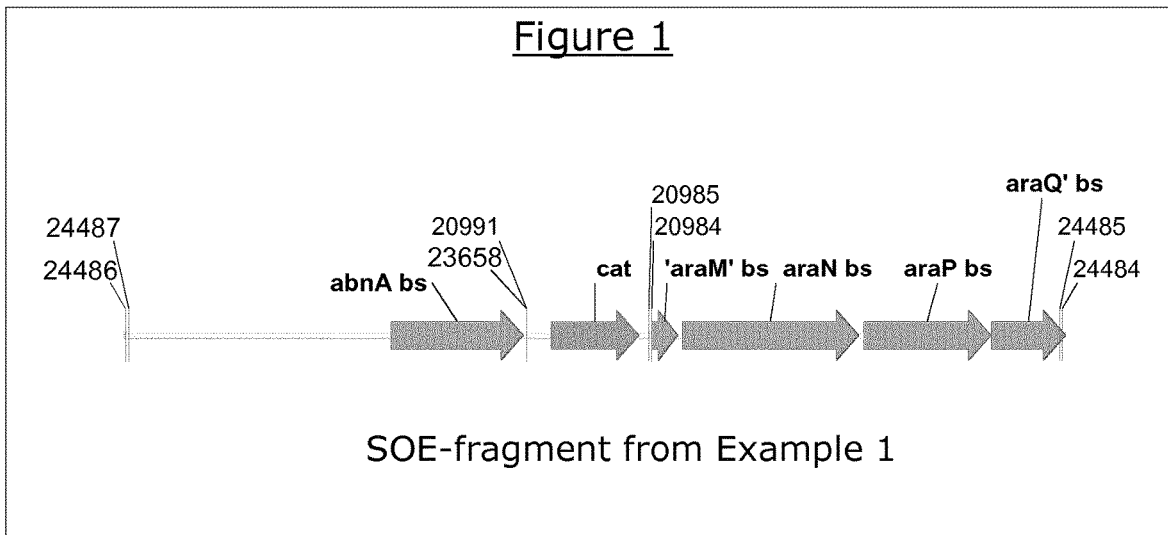 Figure 1
araQ' bs
20985
24487
20991
20984
24485
24486
23658
cat
'araM' bs
araN bs
araP bs
24484
abnA bs
SOE-fragment from Example 1